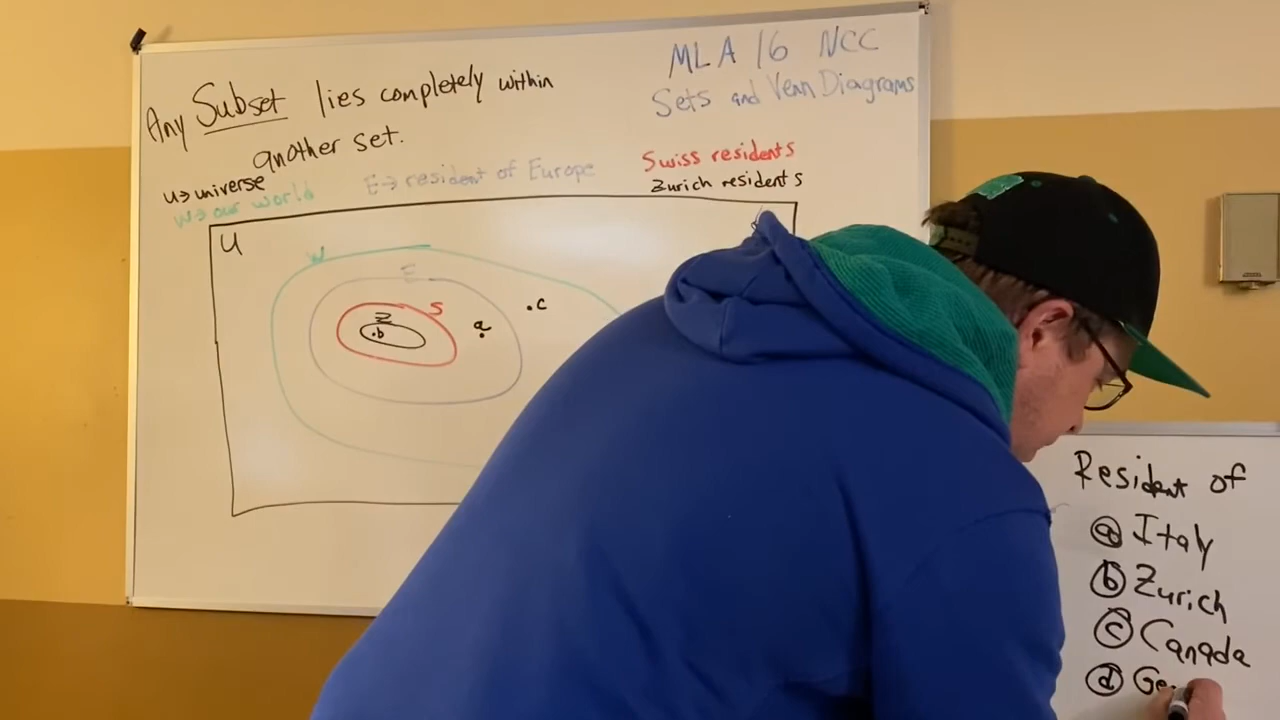 Any Subset lies completely within
another set.
MLA 16 NCC
Sets and Venn Diagrams
U→ universe
W→ our world
E→ resident of Europe
Swiss residents
Zurich residents
U
W
E
S
Z
.b
a
.c
Resident of
ⓐ Italy
ⓑ Zurich
ⓒ Canada
ⓓ Ge